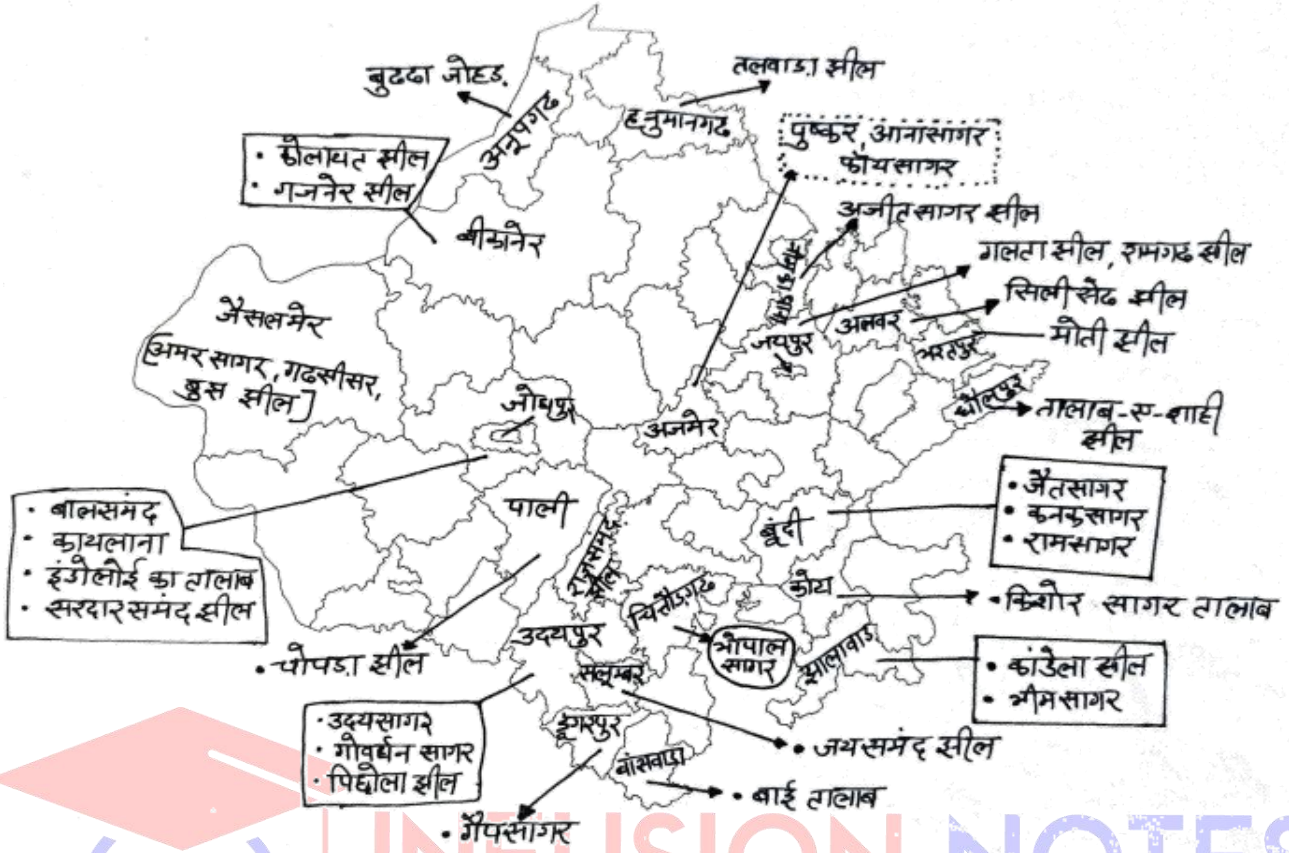 बुढ्ढा जोहड़
तलवाड़ा झील
अनूपगढ
हनुमानगढ
पुष्कर, आनासागर
फॉयसागर
• कोलायत झील
• गजनेर झील
बीकानेर
अजीतसागर झील
गलता झील, रामगढ झील
सिलीसेढ झील
मोती झील
जयपुर
अलवर
भरतपुर
धौलपुर
तालाब-ए-शाही
झील
जैसलमेर
[अमर सागर, गढसीसर,
बुझ झील]
जोधपुर
अजमेर
• बालसमंद
• कायलाना
• इंडोलोई का तालाब
• सरदारसमंद झील
पाली
राजसमंद
झील
बूंदी
• जैतसागर
• कनकसागर
• रामसागर
कोटा
• किशोर सागर तालाब
चित्तौड़गढ
भोपाल
सागर
झालावाड
• कांडेला झील
• भीमसागर
• चोपडा झील
उदयपुर
सलूम्बर
• उदयसागर
• गोवर्धन सागर
• पिछोला झील
डूंगरपुर
बांसवाडा
• जयसमंद झील
• बाई तालाब
• गैपसागर
INFUSION NOTES